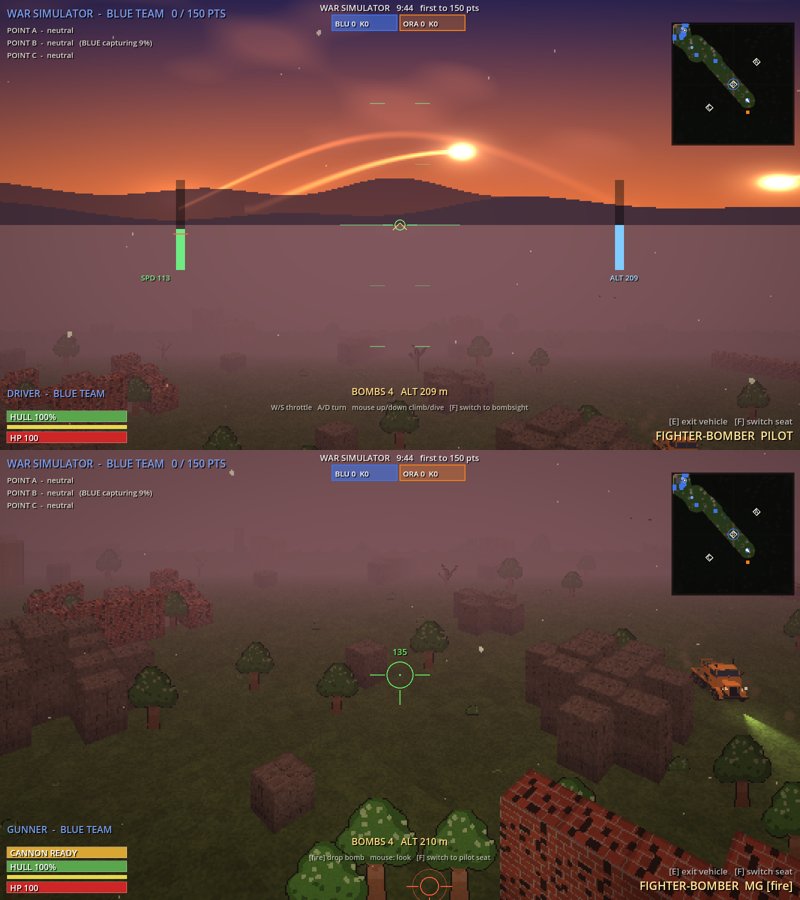 WAR SIMULATOR - BLUE TEAM 0 / 150 PTS
WAR SIMULATOR 9:44 first to 150 pts
BLU 0 K0
ORA 0 K0
POINT A - neutral
POINT B - neutral (BLUE capturing 9%)
POINT C - neutral
SPD 113
ALT 209
DRIVER - BLUE TEAM
BOMBS 4 ALT 209 m
W/S throttle A/D turn mouse up/down climb/dive [F] switch to bombsight
HULL 100%
HP 100
[E] exit vehicle [F] switch seat
FIGHTER-BOMBER PILOT
WAR SIMULATOR - BLUE TEAM 0 / 150 PTS
WAR SIMULATOR 9:44 first to 150 pts
BLU 0 K0
ORA 0 K0
POINT A - neutral
POINT B - neutral (BLUE capturing 9%)
POINT C - neutral
135
GUNNER - BLUE TEAM
BOMBS 4 ALT 210 m
[fire] drop bomb mouse: look [F] switch to pilot seat
CANNON READY
HULL 100%
HP 100
[E] exit vehicle [F] switch seat
FIGHTER-BOMBER MG [fire]